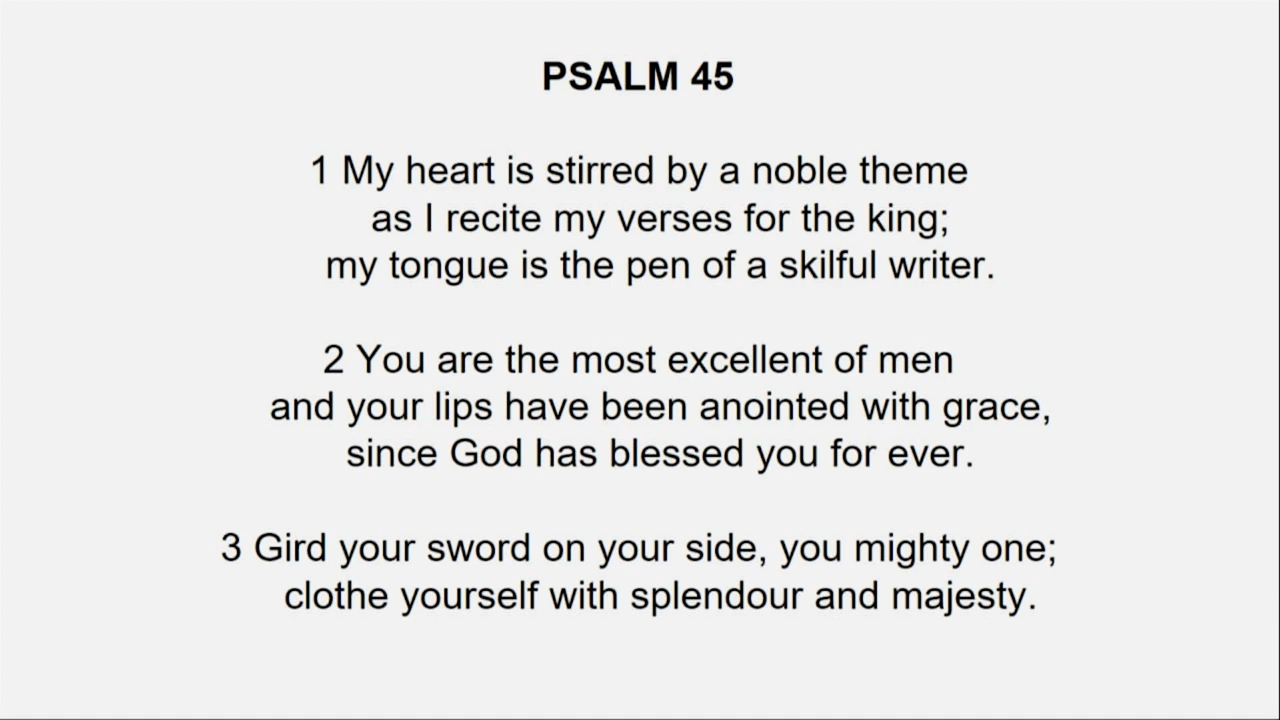 PSALM 45
1 My heart is stirred by a noble theme
as I recite my verses for the king;
my tongue is the pen of a skilful writer.
2 You are the most excellent of men
and your lips have been anointed with grace,
since God has blessed you for ever.
3 Gird your sword on your side, you mighty one;
clothe yourself with splendour and majesty.